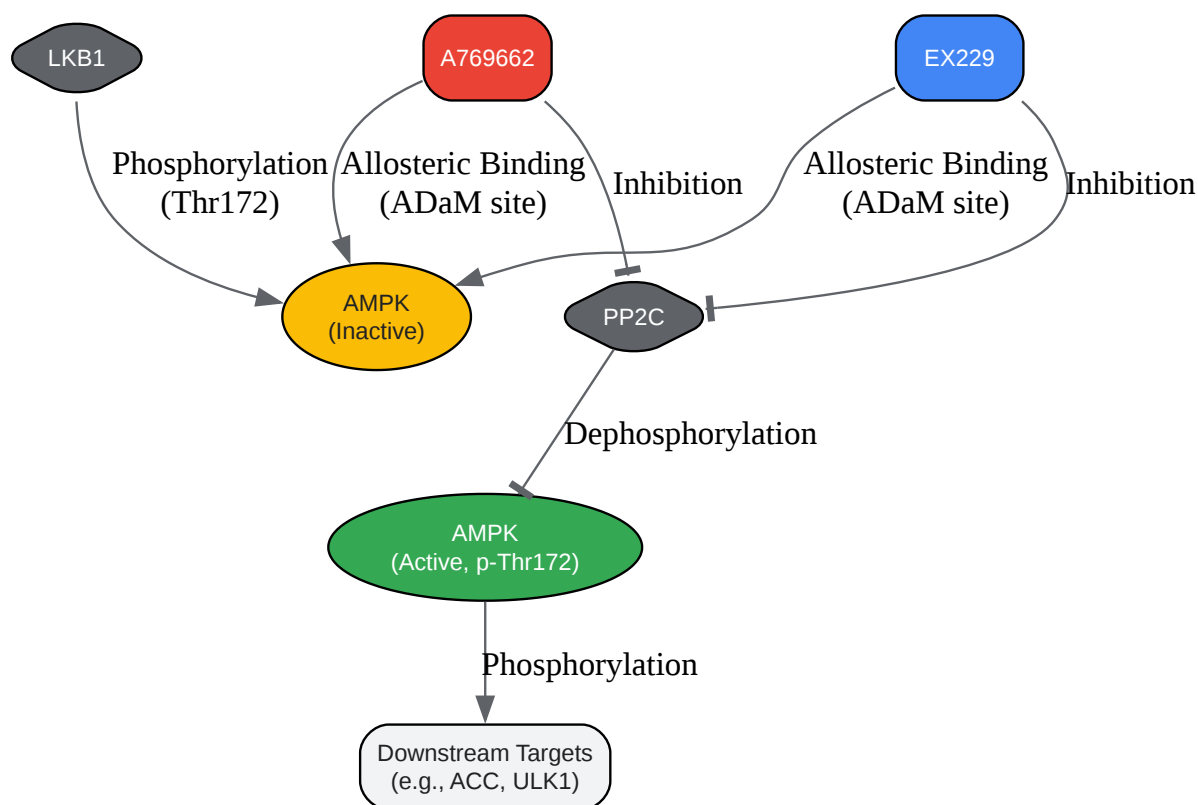 LKB1
A769662
EX229
Phosphorylation
(Thr172)
Allosteric Binding
(ADaM site)
Inhibition
Allosteric Binding
(ADaM site)
Inhibition
AMPK
(Inactive)
PP2C
Dephosphorylation
AMPK
(Active, p-Thr172)
Phosphorylation
Downstream Targets
(e.g., ACC, ULK1)